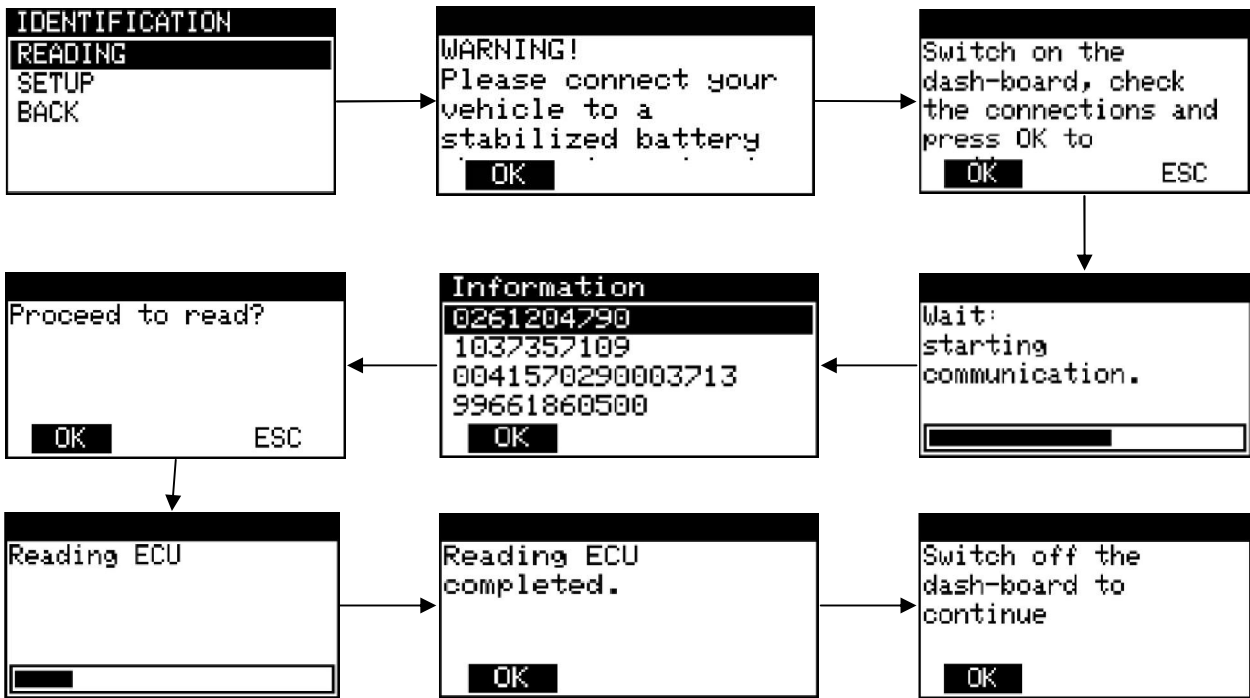 IDENTIFICATION
READING
SETUP
BACK
WARNING!
Please connect your
vehicle to a
stabilized battery
OK
Switch on the
dash-board, check
the connections and
press OK to
OK ESC
Wait:
starting
communication.
Information
0261204790
1037357109
0041570290003713
99661860500
OK
Proceed to read?
OK ESC
Reading ECU
Reading ECU
completed.
OK
Switch off the
dash-board to
continue
OK